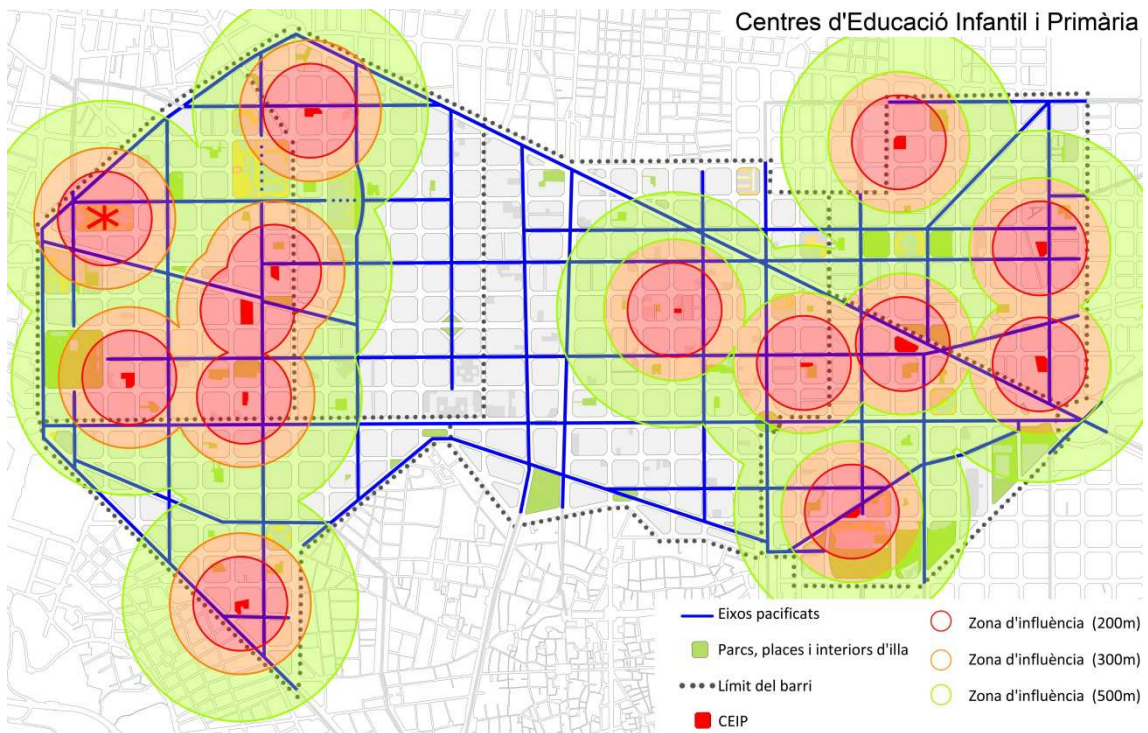 Centres d'Educació Infantil i Primària
Eixos pacificats
Parcs, places i interiors d'illa
Límit del barri
CEIP
Zona d'influència (200m)
Zona d'influència (300m)
Zona d'influència (500m)